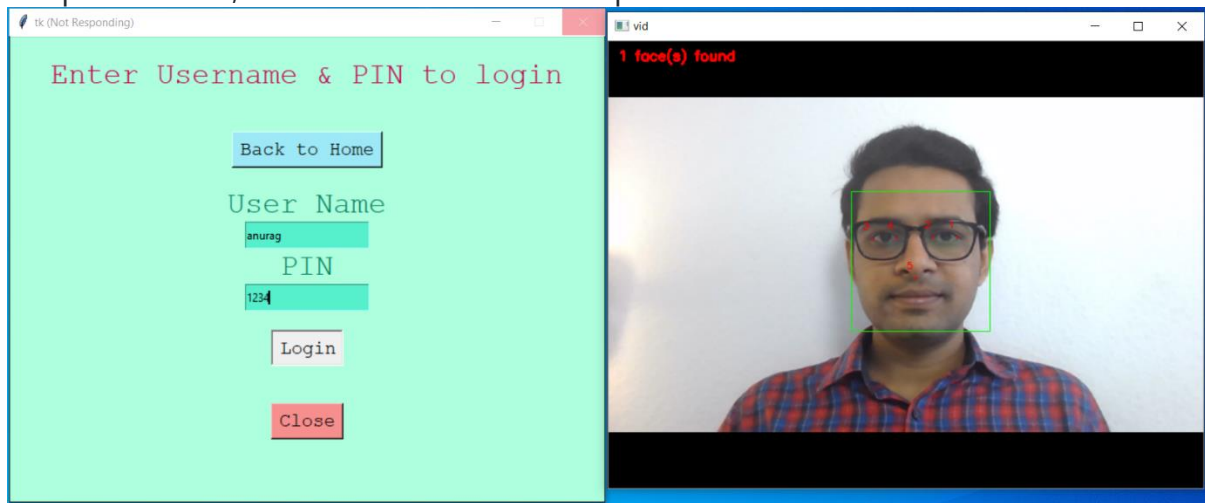 tk (Not Responding)
Enter Username & PIN to login
Back to Home
User Name
anurag
PIN
1234
Login
Close
vid
1 face(s) found
5